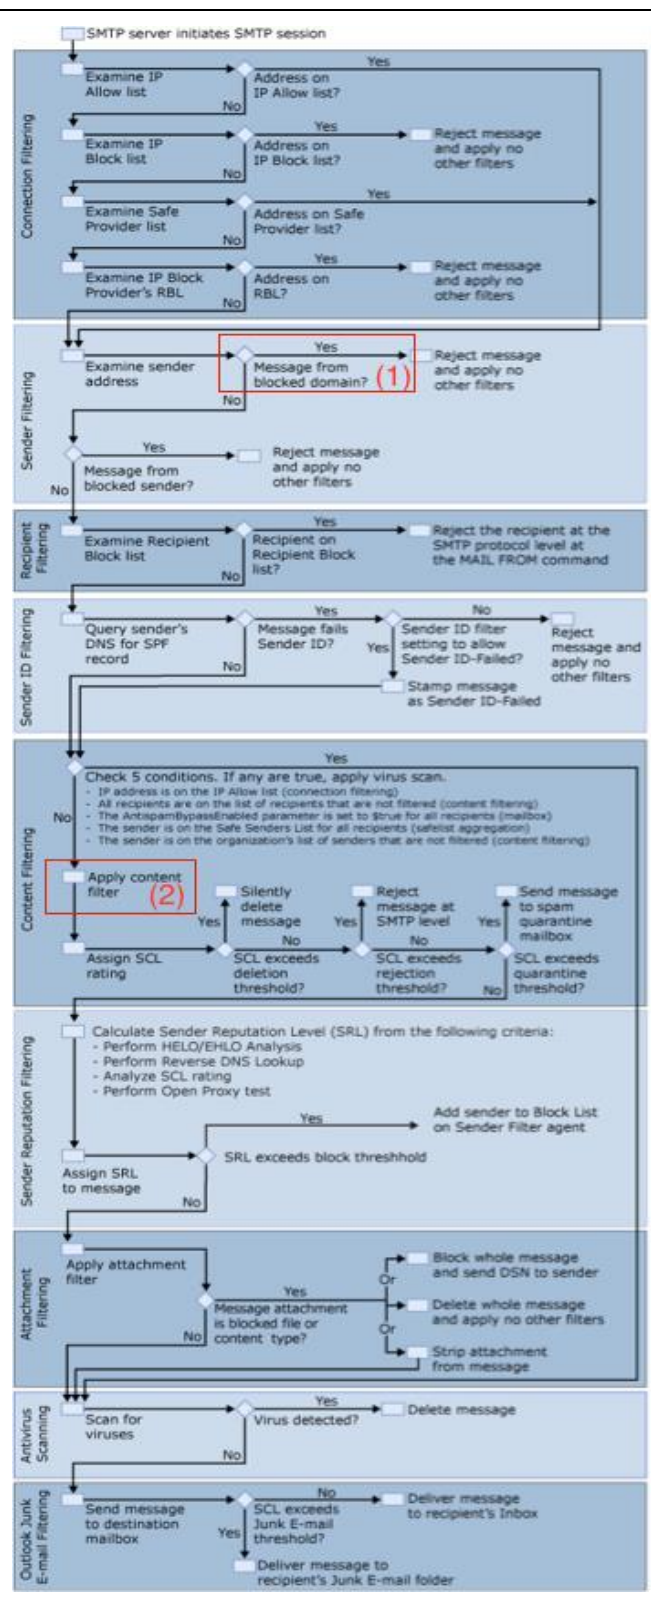 SMTP server initiates SMTP session
Connection Filtering
Yes
Examine IP
Allow list
Address on
IP Allow list?
No
Yes
Examine IP
Block list
Address on
IP Block list?
Reject message
and apply no
other filters
No
Yes
Examine Safe
Provider list
Address on Safe
Provider list?
No
Yes
Examine IP Block
Provider's RBL
Address on
RBL?
Reject message
and apply no
other filters
No
Sender Filtering
Yes
Examine sender
address
Message from
blocked domain?
(1)
Reject message
and apply no
other filters
No
Yes
Message from
blocked sender?
Reject message
and apply no
other filters
No
Recipient
Filtering
Yes
Examine Recipient
Block list
Recipient on
Recipient Block
list?
Reject the recipient at the
SMTP protocol level at
the MAIL FROM command
No
Sender ID Filtering
Yes
No
Query sender's
DNS for SPF
record
Message fails
Sender ID?
Sender ID filter
setting to allow
Sender ID-Failed?
Reject
message and
apply no
other filters
No
Yes
Stamp message
as Sender ID-Failed
Content Filtering
Yes
Check 5 conditions. If any are true, apply virus scan.
- IP address is on the IP Allow list (connection filtering)
- All recipients are on the list of recipients that are not filtered (content filtering)
- The AntispamBypassEnabled parameter is set to $true for all recipients (mailbox)
- The sender is on the Safe Senders List for all recipients (safelist aggregation)
- The sender is on the organization's list of senders that are not filtered (content filtering)
No
Apply content
filter
(2)
Silently
delete
message
Reject
message at
SMTP level
Send message
to spam
quarantine
mailbox
Yes
No
Yes
No
Yes
Assign SCL
rating
SCL exceeds
deletion
threshold?
SCL exceeds
rejection
threshold?
SCL exceeds
quarantine
threshold?
No
Sender Reputation Filtering
Calculate Sender Reputation Level (SRL) from the following criteria:
- Perform HELO/EHLO Analysis
- Perform Reverse DNS Lookup
- Analyze SCL rating
- Perform Open Proxy test
Yes
Add sender to Block List
on Sender Filter agent
Assign SRL
to message
SRL exceeds block threshhold
No
Attachment
Filtering
Apply attachment
filter
Yes
Message attachment
is blocked file or
content type?
No
Block whole message
and send DSN to sender
Or
Delete whole message
and apply no other filters
Or
Strip attachment
from message
Antivirus
Scanning
Yes
Scan for
viruses
Virus detected?
Delete message
No
Outlook Junk
E-mail Filtering
No
Send message
to destination
mailbox
SCL exceeds
Junk E-mail
threshold?
Deliver message
to recipient's Inbox
Yes
Deliver message to
recipient's Junk E-mail folder